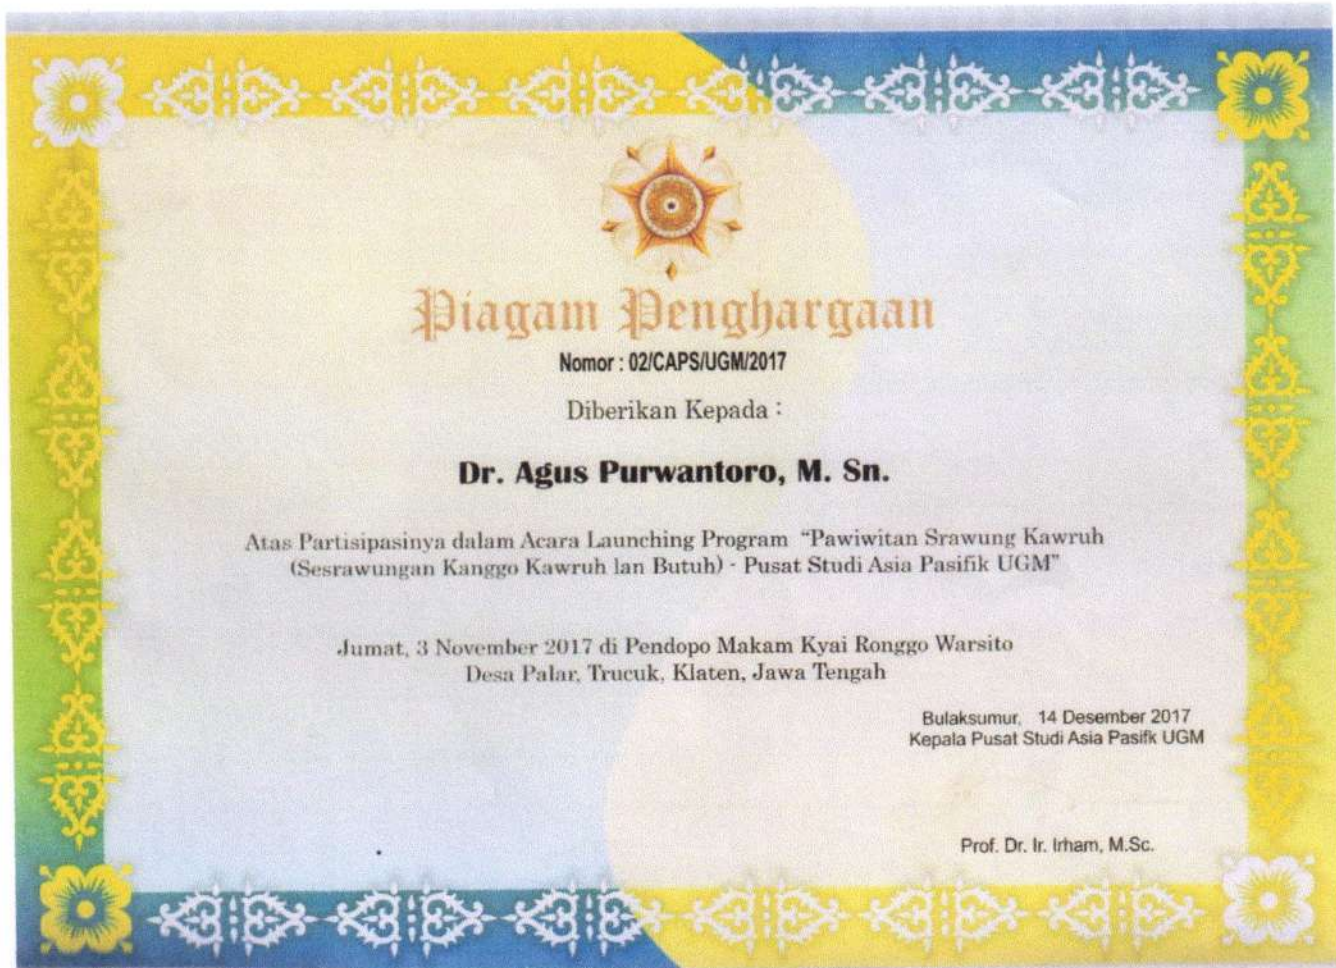 Piagam Penghargaan
Nomor : 02/CAPS/UGM/2017
Diberikan Kepada :
Dr. Agus Purwantoro, M. Sn.
Atas Partisipasinya dalam Acara Launching Program "Pawiwitan Srawung Kawruh
(Sesrawungan Kanggo Kawruh lan Butuh) - Pusat Studi Asia Pasifik UGM"
Jumat, 3 November 2017 di Pendopo Makam Kyai Ronggo Warsito
Desa Palar, Trucuk, Klaten, Jawa Tengah
Bulaksumur, 14 Desember 2017
Kepala Pusat Studi Asia Pasifk UGM
Prof. Dr. Ir. Irham, M.Sc.